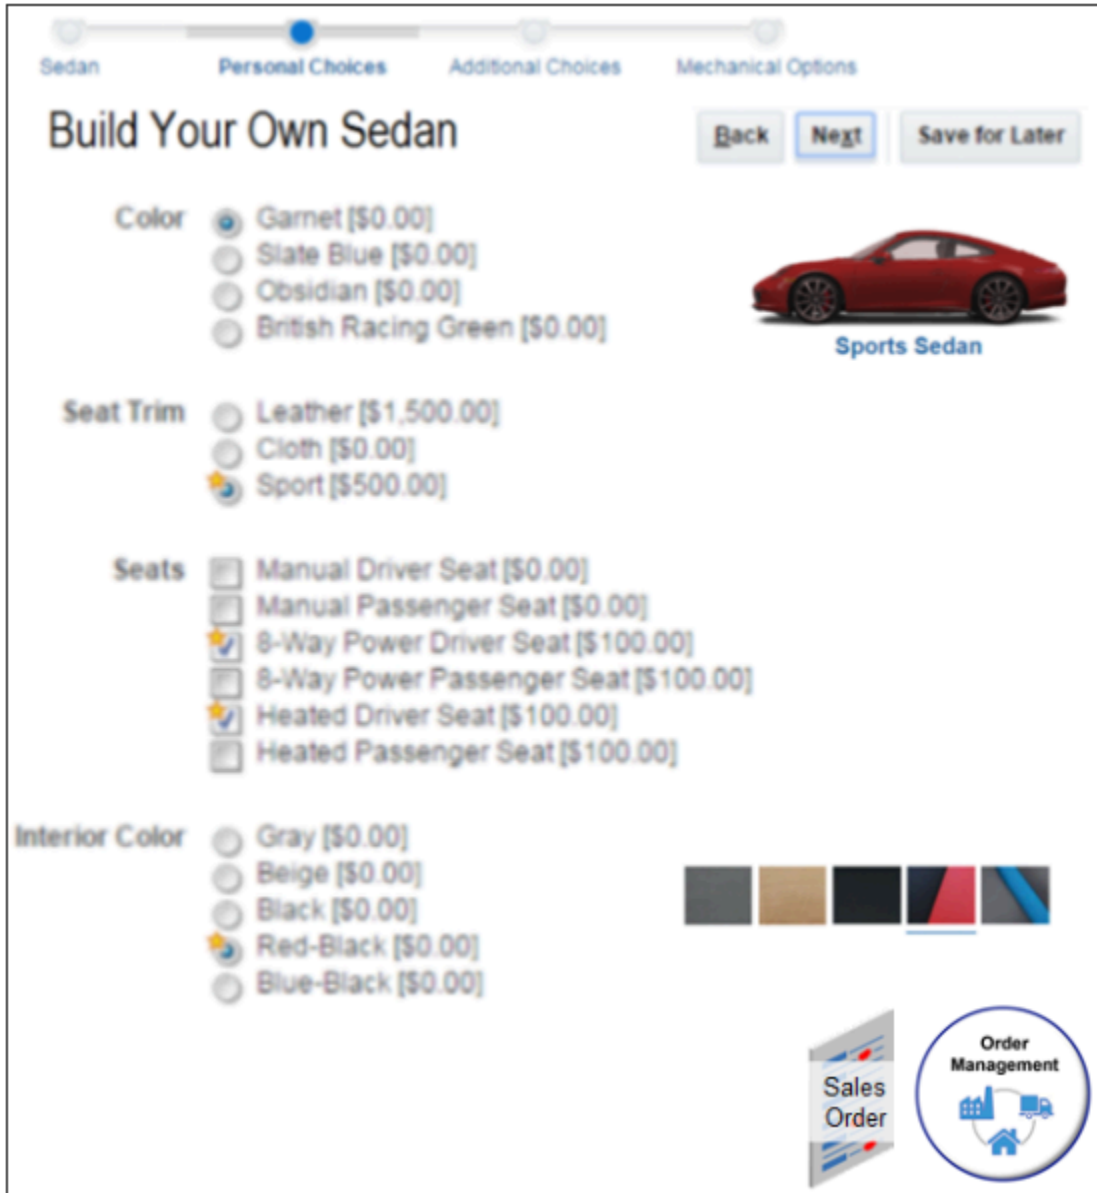 Sedan
Personal Choices
Additional Choices
Mechanical Options
Build Your Own Sedan
Back
Next
Save for Later
Color
Garnet [$0.00]
Slate Blue [$0.00]
Obsidian [$0.00]
British Racing Green [$0.00]
Sports Sedan
Seat Trim
Leather [$1,500.00]
Cloth [$0.00]
Sport [$500.00]
Seats
Manual Driver Seat [$0.00]
Manual Passenger Seat [$0.00]
8-Way Power Driver Seat [$100.00]
8-Way Power Passenger Seat [$100.00]
Heated Driver Seat [$100.00]
Heated Passenger Seat [$100.00]
Interior Color
Gray [$0.00]
Beige [$0.00]
Black [$0.00]
Red-Black [$0.00]
Blue-Black [$0.00]
Sales
Order
Order
Management